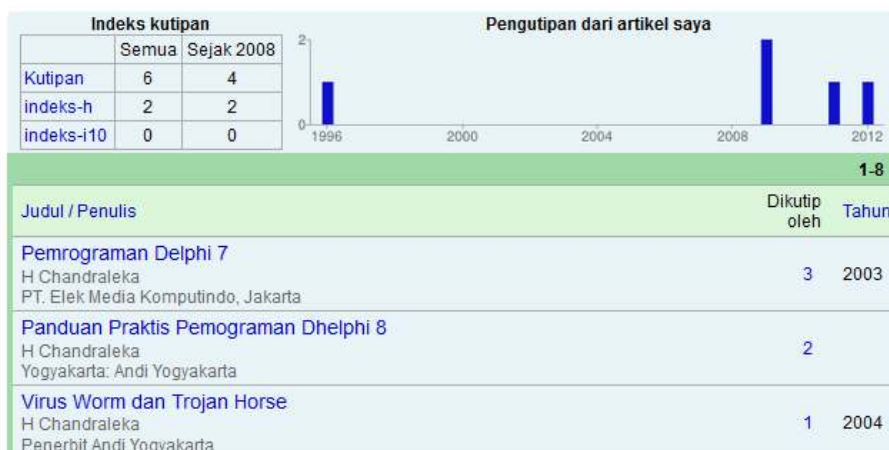 Indeks kutipan
Semua Sejak 2008
Kutipan 6 4
indeks-h 2 2
indeks-i10 0 0
Pengutipan dari artikel saya
2
0
1996 2000 2004 2008 2012
1-8
Judul / Penulis Dikutip oleh Tahun
Pemrograman Delphi 7
H Chandraleka
PT. Elek Media Komputindo, Jakarta
3 2003
Panduan Praktis Pemograman Dhelphi 8
H Chandraleka
Yogyakarta: Andi Yogyakarta
2
Virus Worm dan Trojan Horse
H Chandraleka
Penerbit Andi Yogyakarta
1 2004